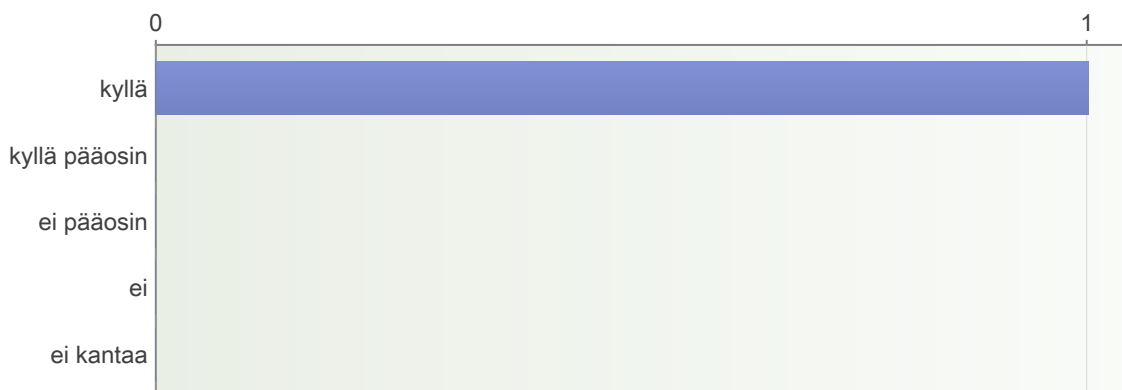 0 1
kyllä
kyllä pääosin
ei pääosin
ei
ei kantaa